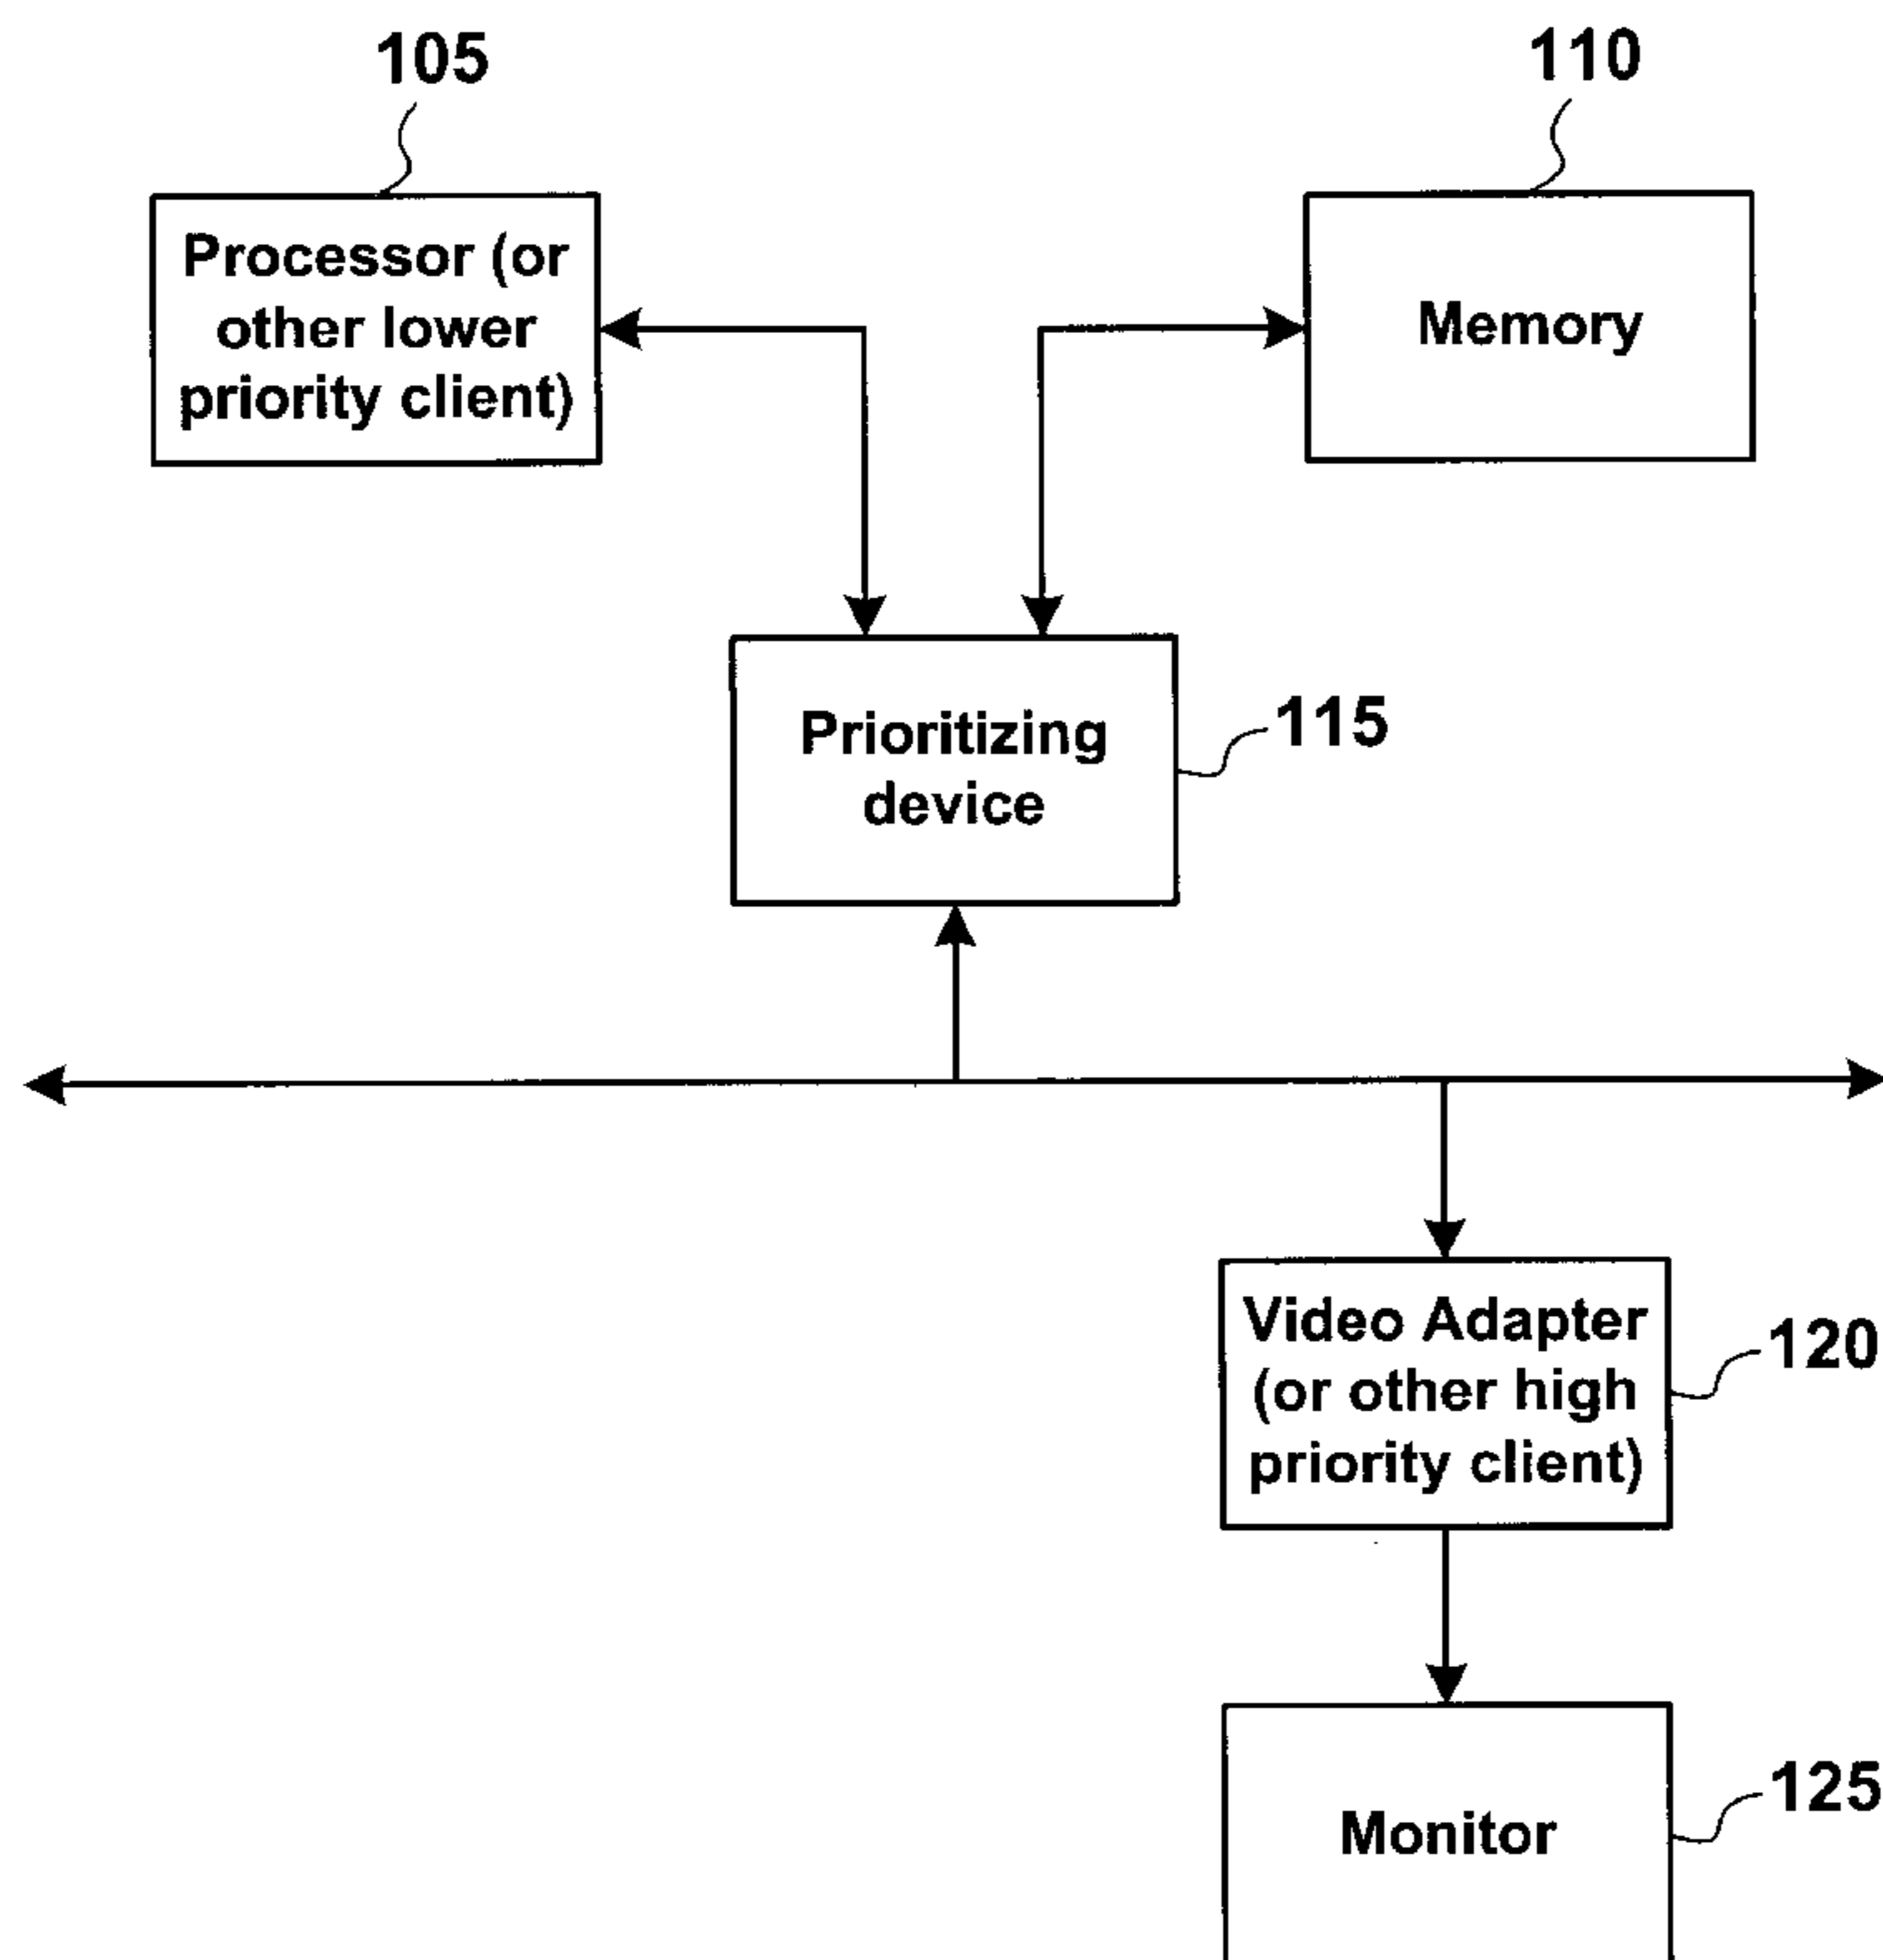 105
110
Processor (or
other lower
priority client)
Memory
Prioritizing
device
115
Video Adapter
(or other high
priority client)
120
Monitor
125